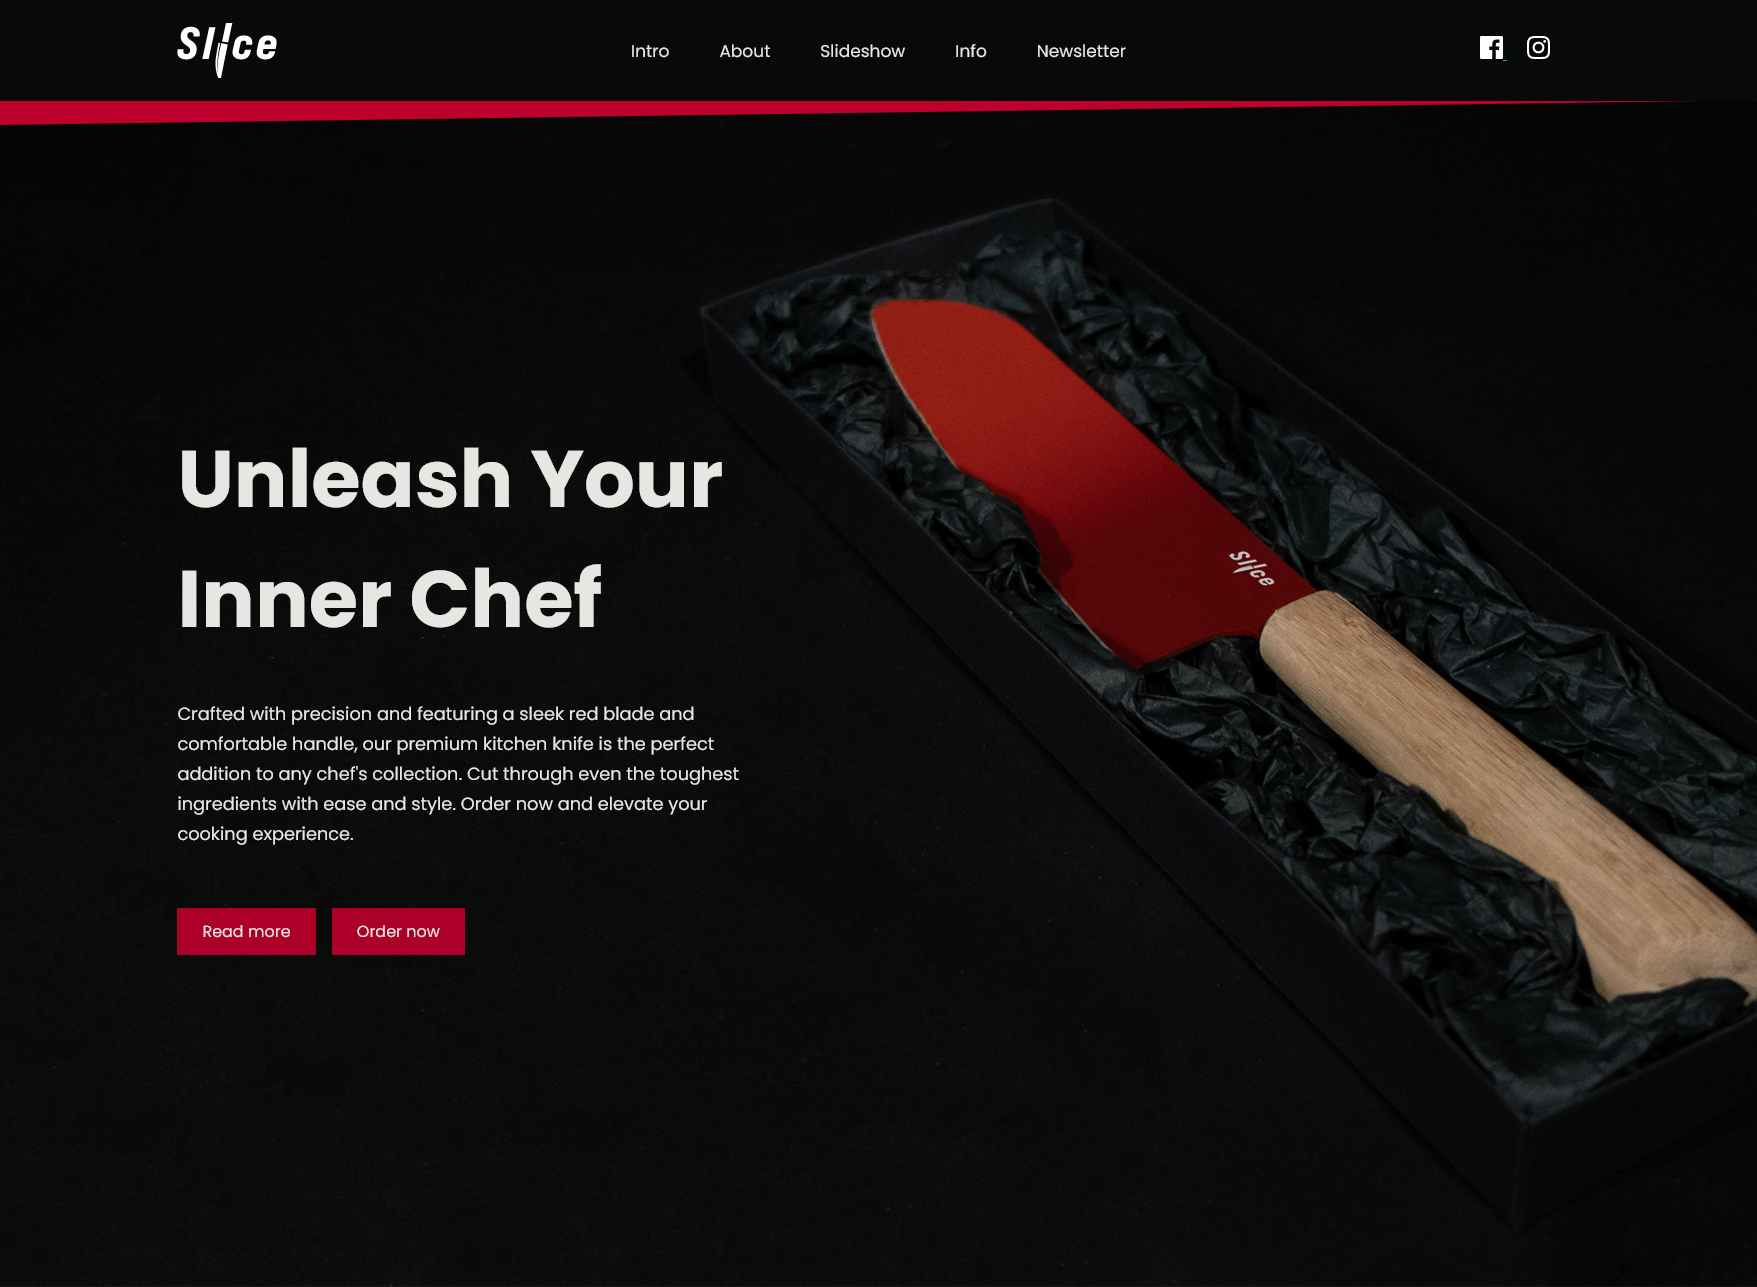 Slice
Intro About Slideshow Info Newsletter
Unleash Your
Inner Chef
Slice
Crafted with precision and featuring a sleek red blade and
comfortable handle, our premium kitchen knife is the perfect
addition to any chef's collection. Cut through even the toughest
ingredients with ease and style. Order now and elevate your
cooking experience.
Read more Order now